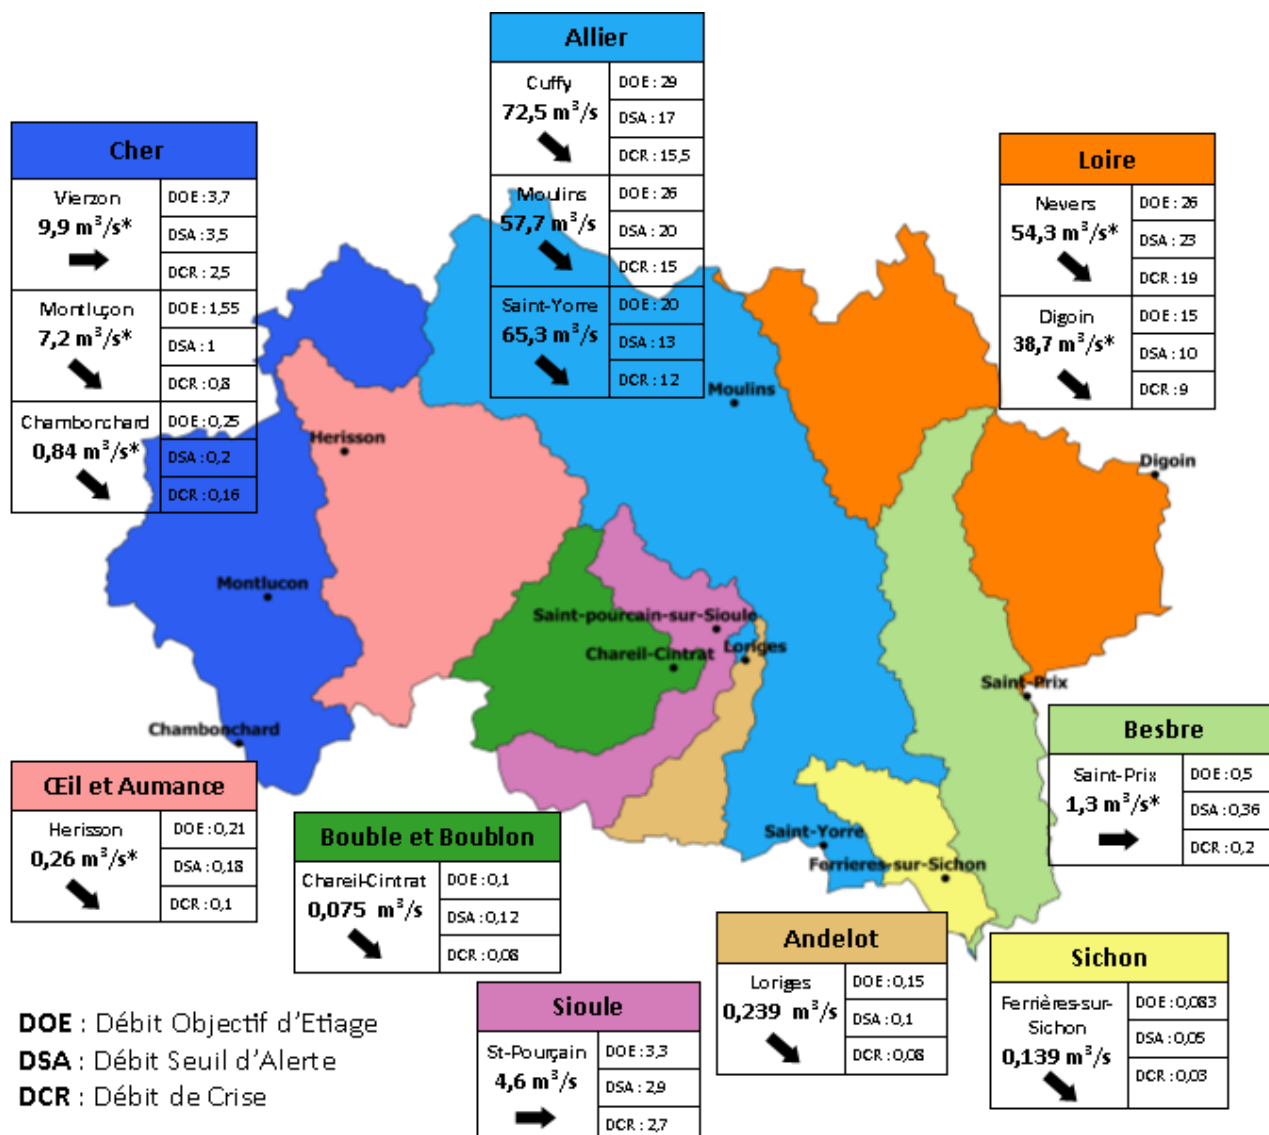 Allier
Cuffy
72,5 m³/s
DOE : 29
DSA : 17
DCR : 15,5
Moulins
57,7 m³/s
DOE : 26
DSA : 20
DCR : 15
Saint-Yorre
65,3 m³/s
DOE : 20
DSA : 13
DCR : 12
Cher
Vierzon
9,9 m³/s*
DOE : 3,7
DSA : 3,5
DCR : 2,5
Montluçon
7,2 m³/s*
DOE : 1,55
DSA : 1
DCR : 0,8
Chambonchard
0,84 m³/s*
DOE : 0,25
DSA : 0,2
DCR : 0,16
Loire
Nevers
54,3 m³/s*
DOE : 26
DSA : 23
DCR : 19
Digoin
38,7 m³/s*
DOE : 15
DSA : 10
DCR : 9
Moulins
Herisson
Digoin
Montlucon
Saint-pourcain-sur-Sioule
Chareil-Cintrat
Loriges
Saint-Prix
Chambonchard
Saint-Yorre
Ferrieres-sur-Sichon
Besbre
Saint-Prix
1,3 m³/s*
DOE : 0,5
DSA : 0,36
DCR : 0,2
Œil et Aumance
Herisson
0,26 m³/s*
DOE : 0,21
DSA : 0,18
DCR : 0,1
Bouble et Boublon
Chareil-Cintrat
0,075 m³/s
DOE : 0,1
DSA : 0,12
DCR : 0,08
Andelot
Loriges
0,239 m³/s
DOE : 0,15
DSA : 0,1
DCR : 0,08
Sichon
Ferrières-sur-
Sichon
0,139 m³/s
DOE : 0,083
DSA : 0,05
DCR : 0,03
Sioule
St-Pourçain
4,6 m³/s
DOE : 3,3
DSA : 2,9
DCR : 2,7
DOE : Débit Objectif d'Etiage
DSA : Débit Seuil d'Alerte
DCR : Débit de Crise